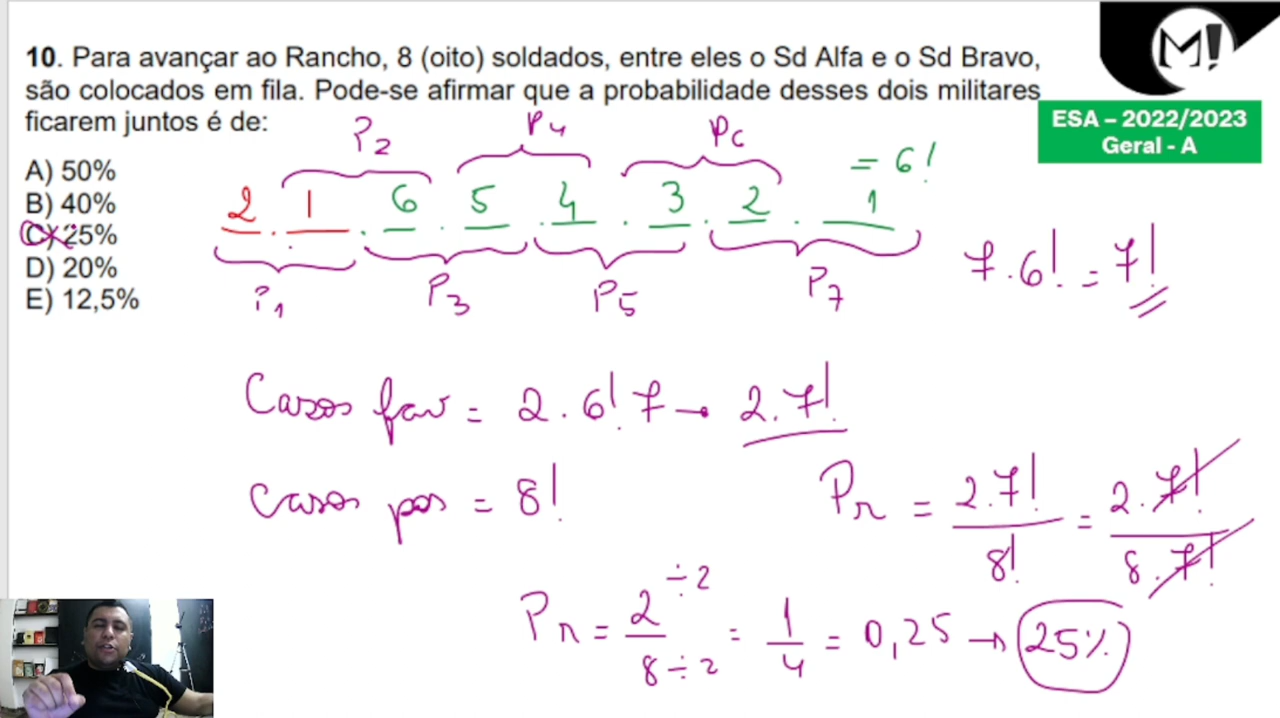 10. Para avançar ao Rancho, 8 (oito) soldados, entre eles o Sd Alfa e o Sd Bravo,
são colocados em fila. Pode-se afirmar que a probabilidade desses dois militares
ficarem juntos é de:
M!
ESA – 2022/2023
Geral - A
A) 50%
B) 40%
C) 25%
D) 20%
E) 12,5%
P2 P4 P6
2 . 1 . 6 . 5 . 4 . 3 . 2 . 1 = 6!
P1 P3 P5 P7
7.6! = 7!
Casos fav = 2.6!.7 → 2.7!
Casos pos = 8!
Pr = 2.7! / 8! = 2.7! / 8.7!
Pr = 2 ÷2 / 8 ÷2 = 1/4 = 0,25 → 25%